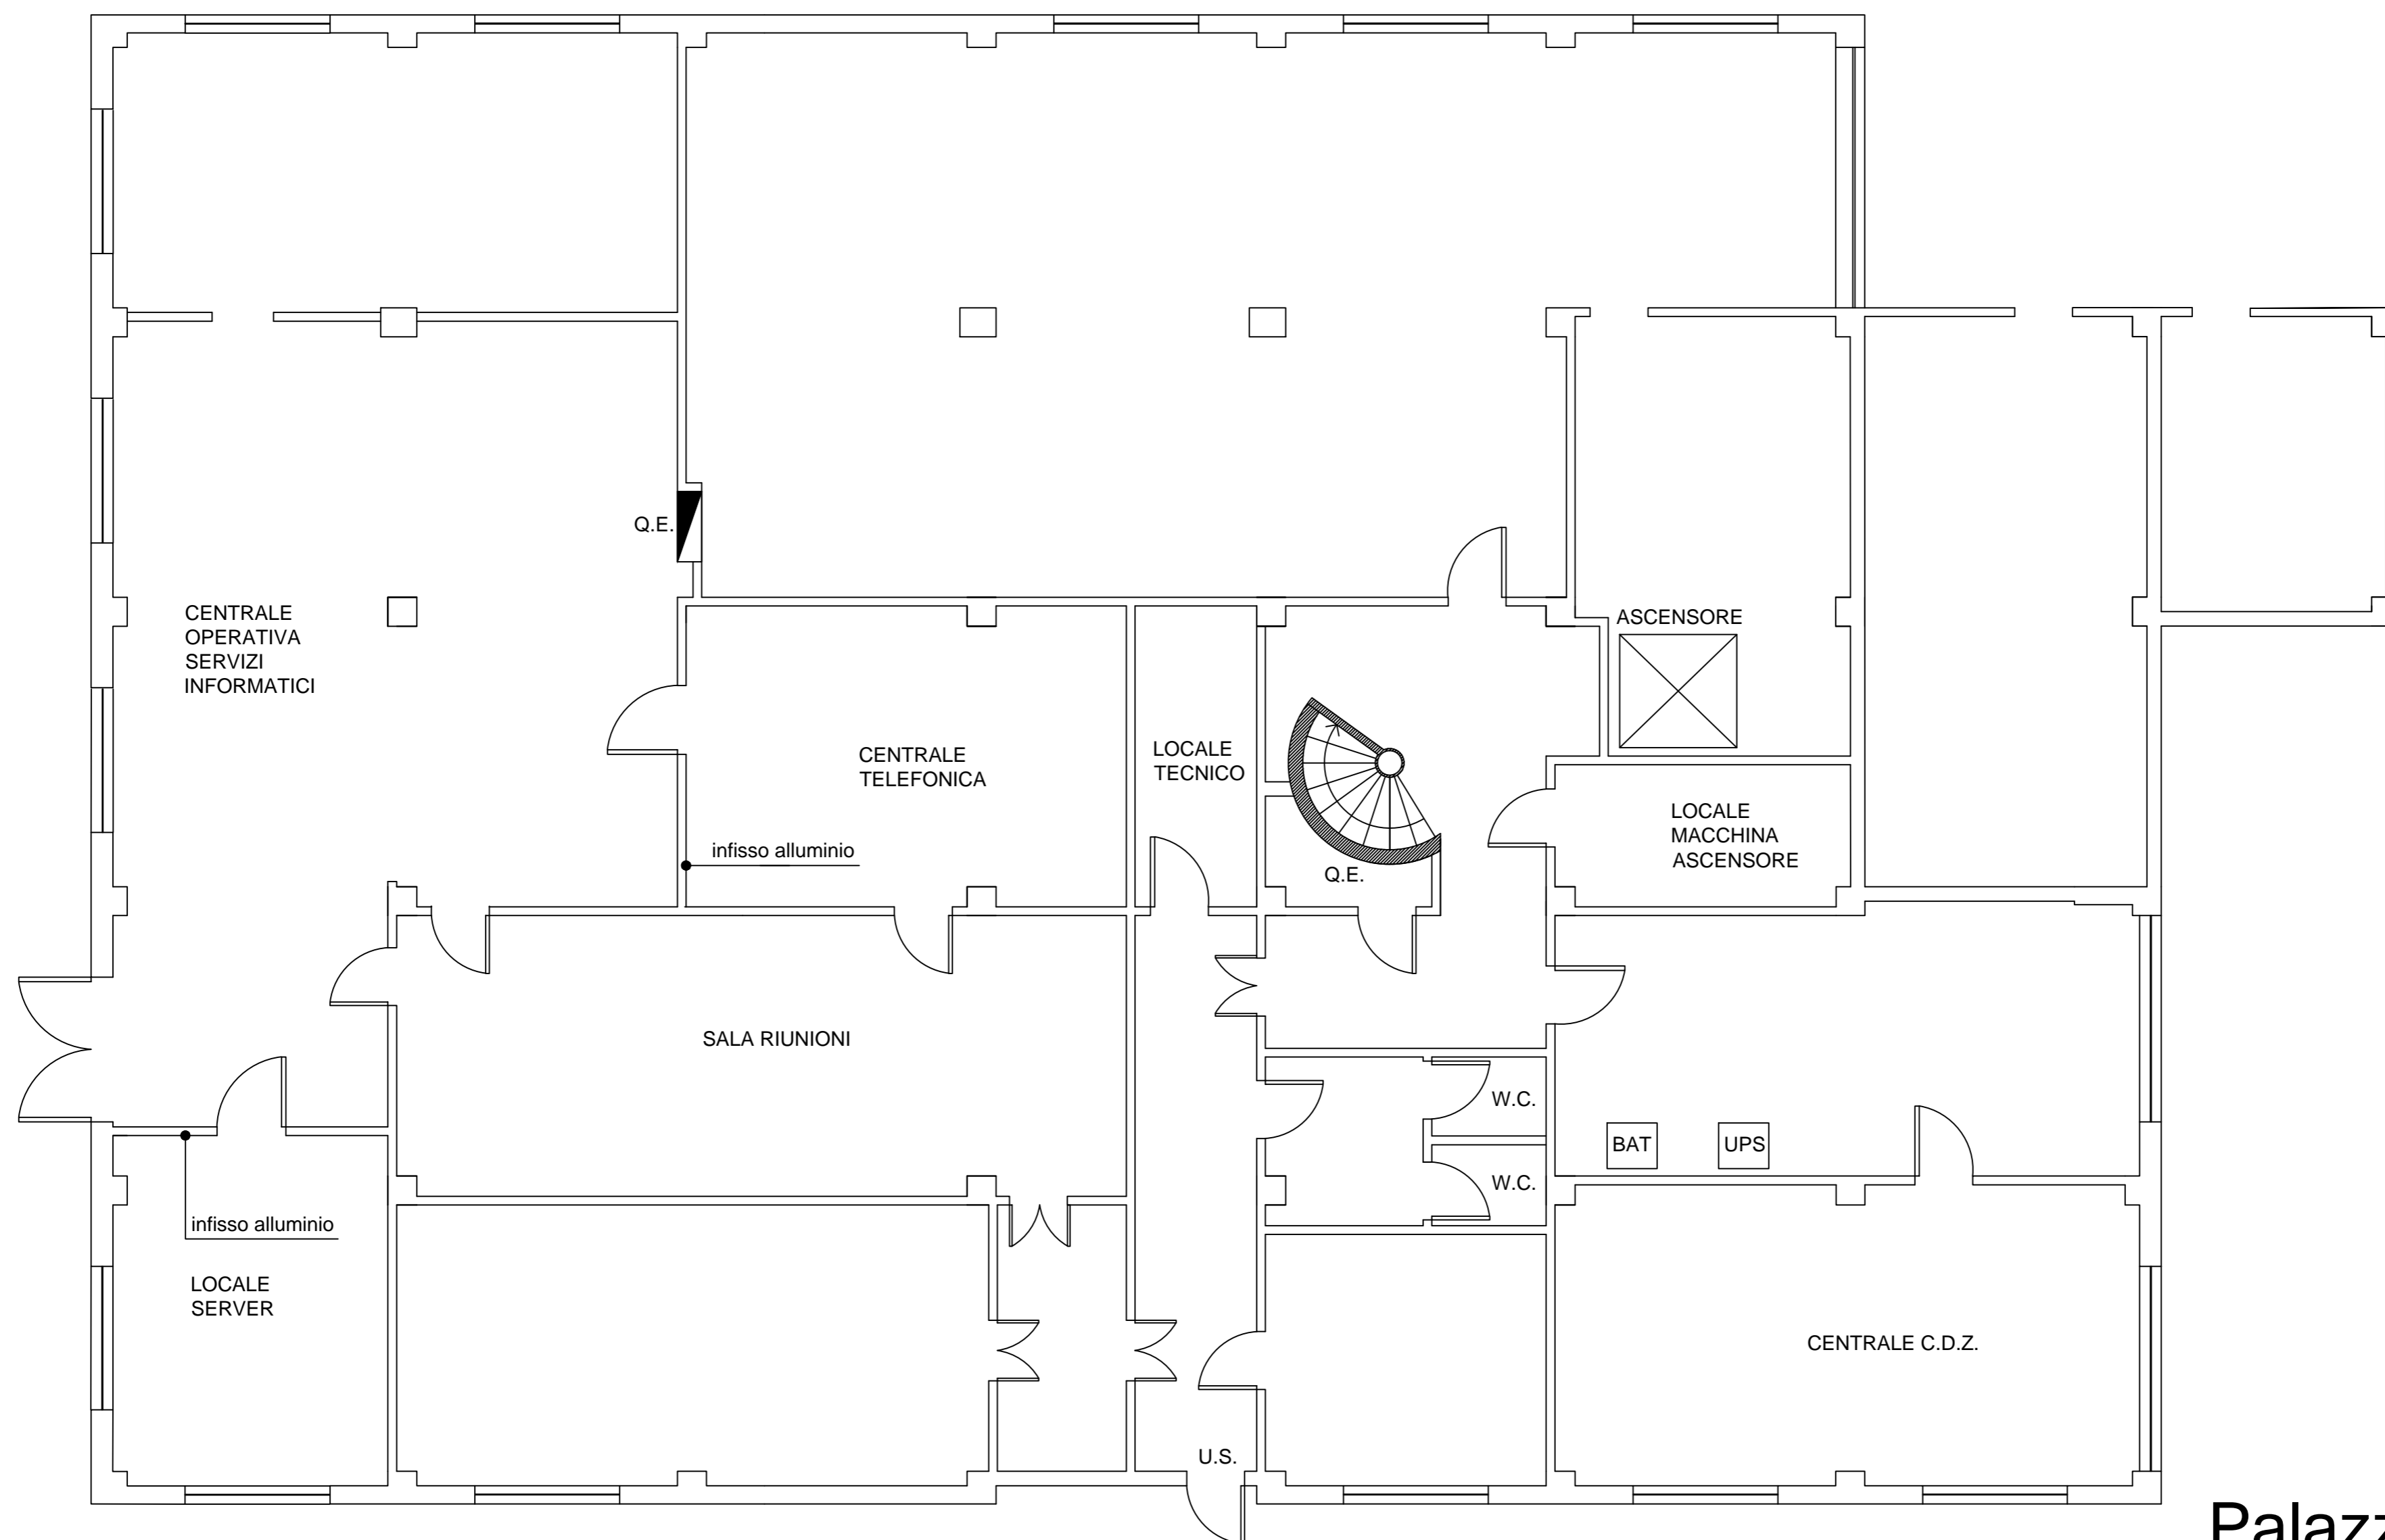 Q.E.
CENTRALE
OPERATIVA
SERVIZI
INFORMATICI
ASCENSORE
CENTRALE
TELEFONICA
LOCALE
TECNICO
LOCALE
MACCHINA
ASCENSORE
infisso alluminio
Q.E.
SALA RIUNIONI
W.C.
BAT
UPS
W.C.
infisso alluminio
LOCALE
SERVER
CENTRALE C.D.Z.
U.S.